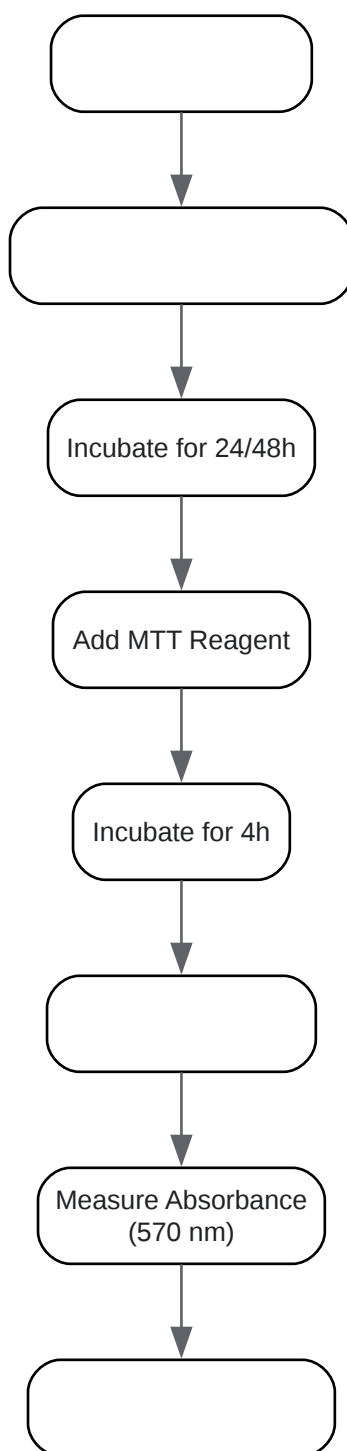 Incubate for 24/48h
Add MTT Reagent
Incubate for 4h
Measure Absorbance
(570 nm)